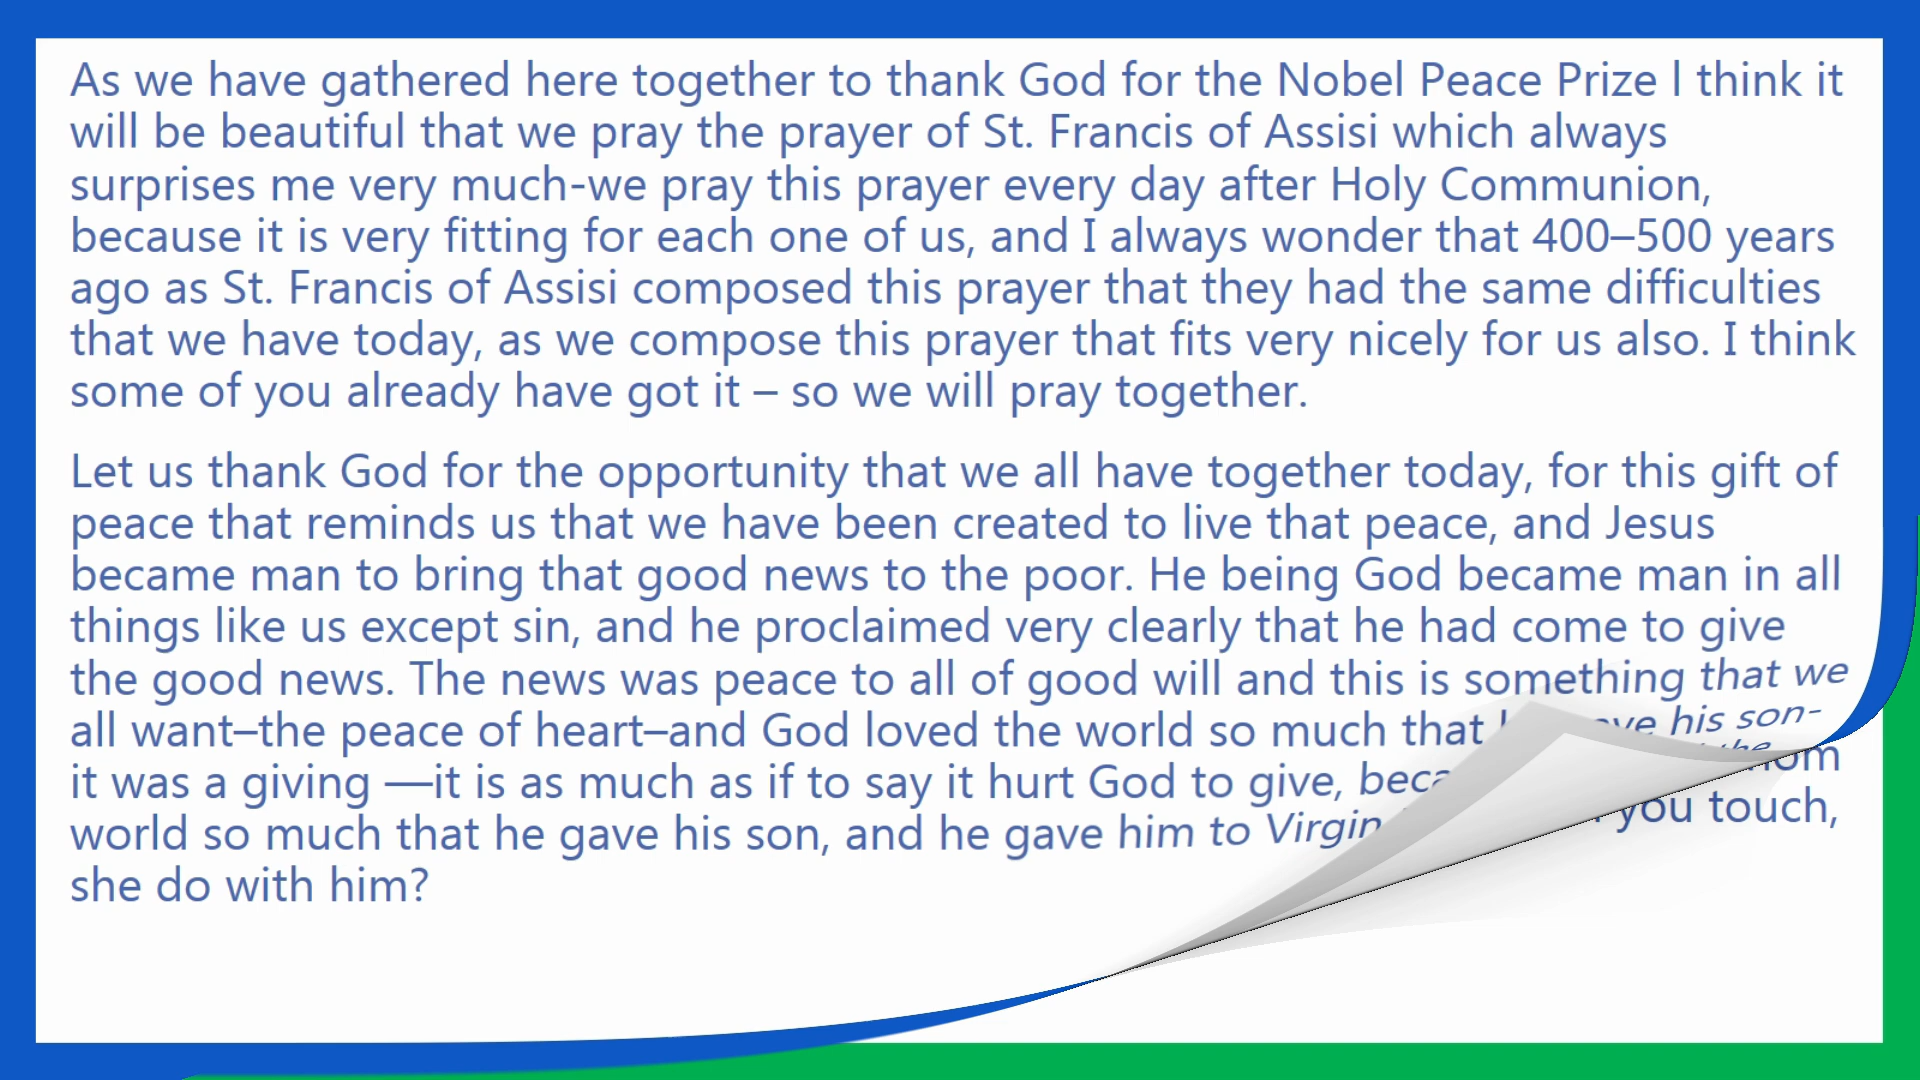 As we have gathered here together to thank God for the Nobel Peace Prize l think it
will be beautiful that we pray the prayer of St. Francis of Assisi which always
surprises me very much-we pray this prayer every day after Holy Communion,
because it is very fitting for each one of us, and I always wonder that 400–500 years
ago as St. Francis of Assisi composed this prayer that they had the same difficulties
that we have today, as we compose this prayer that fits very nicely for us also. I think
some of you already have got it – so we will pray together.
Let us thank God for the opportunity that we all have together today, for this gift of
peace that reminds us that we have been created to live that peace, and Jesus
became man to bring that good news to the poor. He being God became man in all
things like us except sin, and he proclaimed very clearly that he had come to give
the good news. The news was peace to all of good will and this is something that we
all want–the peace of heart–and God loved the world so much that his son-
it was a giving —it is as much as if to say it hurt God to give, the
world so much that he gave his son, and he gave him to Virgin you touch,
she do with him?